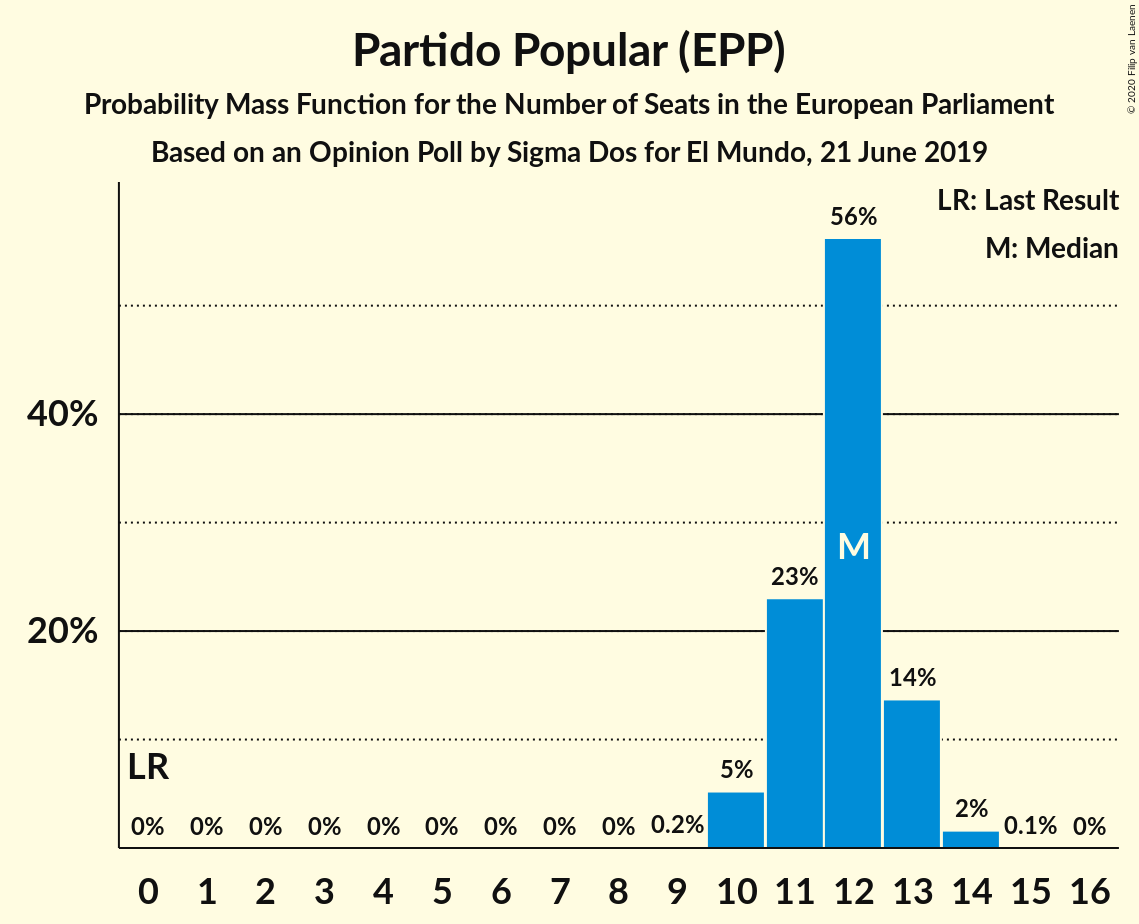 Partido Popular (EPP)
Probability Mass Function for the Number of Seats in the European Parliament
Based on an Opinion Poll by Sigma Dos for El Mundo, 21 June 2019
© 2020 Filip van Laenen
LR: Last Result
M: Median
56%
40%
M
23%
20%
14%
LR
5%
2%
0% 0% 0% 0% 0% 0% 0% 0% 0% 0.2% 0.1% 0%
0 1 2 3 4 5 6 7 8 9 10 11 12 13 14 15 16